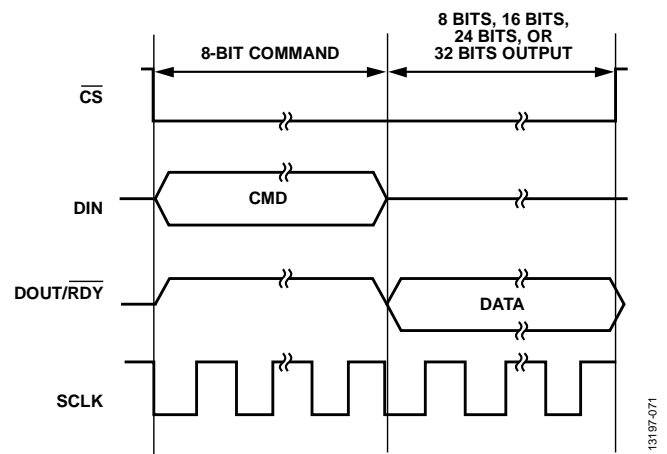 8 BITS, 16 BITS,
24 BITS, OR
32 BITS OUTPUT
8-BIT COMMAND
CS
DIN
CMD
DOUT/RDY
DATA
SCLK
13197-071